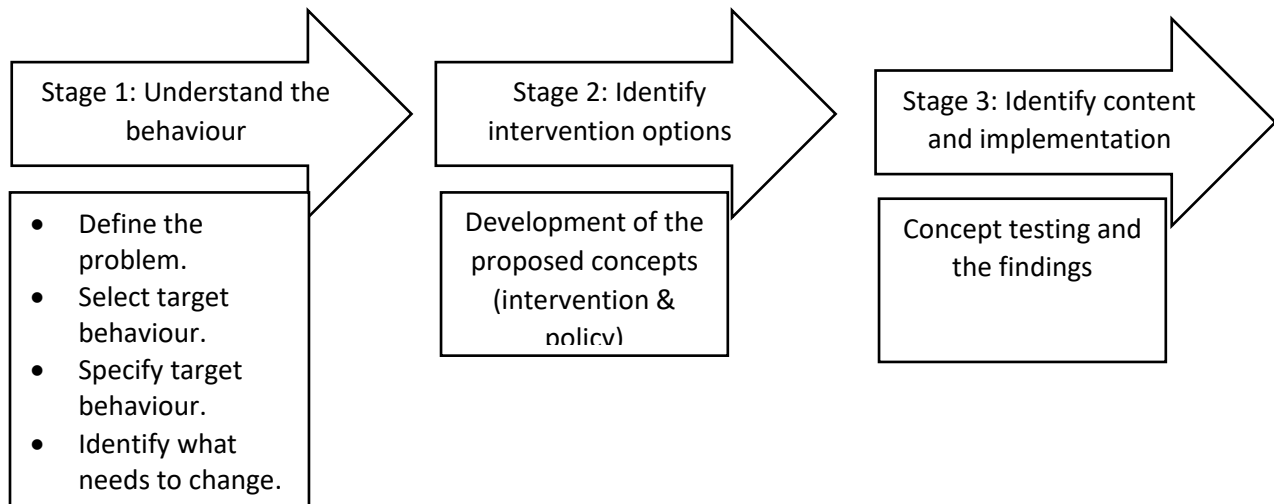 Stage 1: Understand the
behaviour
• Define the
problem.
• Select target
behaviour.
• Specify target
behaviour.
• Identify what
needs to change.
Stage 2: Identify
intervention options
Development of the
proposed concepts
(intervention &
policy)
Stage 3: Identify content
and implementation
Concept testing and
the findings